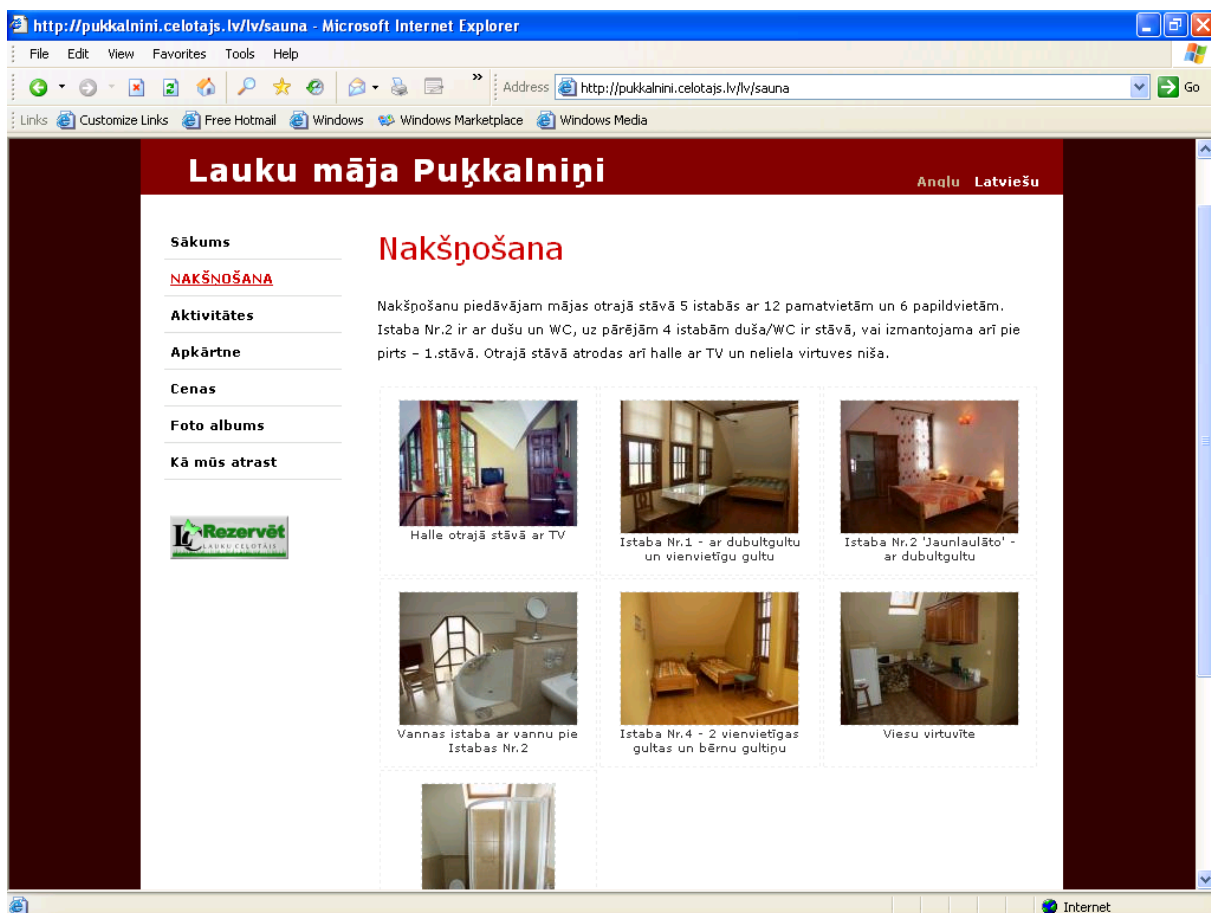 http://pukkalnini.celotajs.lv/lv/sauna - Microsoft Internet Explorer
File Edit View Favorites Tools Help
Address http://pukkalnini.celotajs.lv/lv/sauna Go
Links Customize Links Free Hotmail Windows Windows Marketplace Windows Media
Lauku māja Puķkalniņi
Angļu Latviešu
Sākums
NAKŠŅOŠANA
Aktivitātes
Apkārtne
Cenas
Foto albums
Kā mūs atrast
LC Rezervēt
LAUKU CEĻOTĀJS
Nakšņošana
Nakšņošanu piedāvājam mājas otrajā stāvā 5 istabās ar 12 pamatvietām un 6 papildvietām.
Istaba Nr.2 ir ar dušu un WC, uz pārējām 4 istabām duša/WC ir stāvā, vai izmantojama arī pie
pirts – 1.stāvā. Otrajā stāvā atrodas arī halle ar TV un neliela virtuves niša.
Halle otrajā stāvā ar TV
Istaba Nr.1 - ar dubultgultu
un vienvietīgu gultu
Istaba Nr.2 'Jaunlaulāto' -
ar dubultgultu
Vannas istaba ar vannu pie
Istabas Nr.2
Istaba Nr.4 - 2 vienvietīgas
gultas un bērnu gultiņu
Viesu virtuvīte
Internet